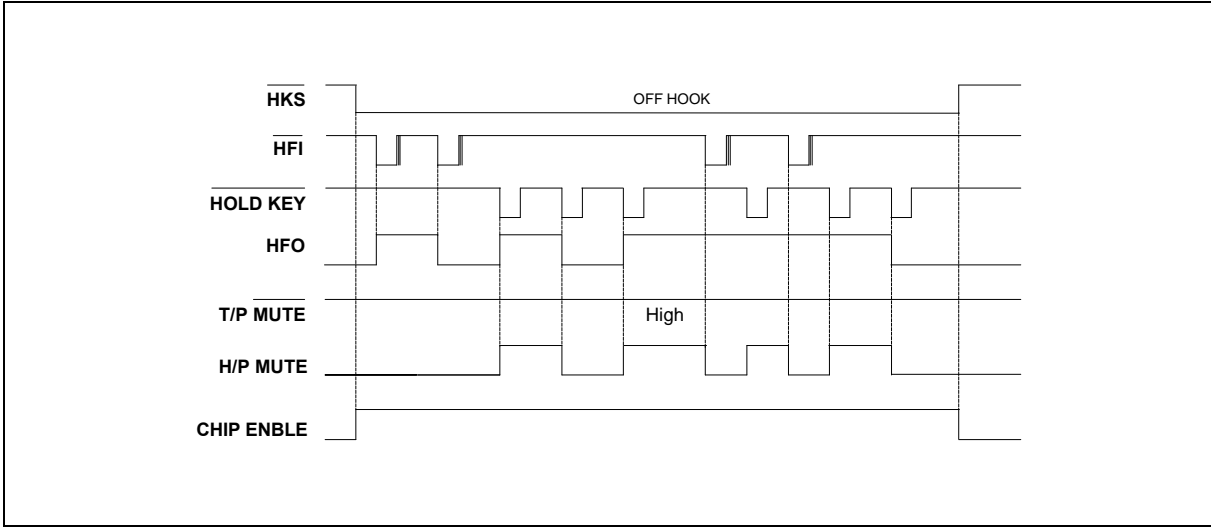 HKS
OFF HOOK
HFI
HOLD KEY
HFO
T/P MUTE
High
H/P MUTE
CHIP ENBLE